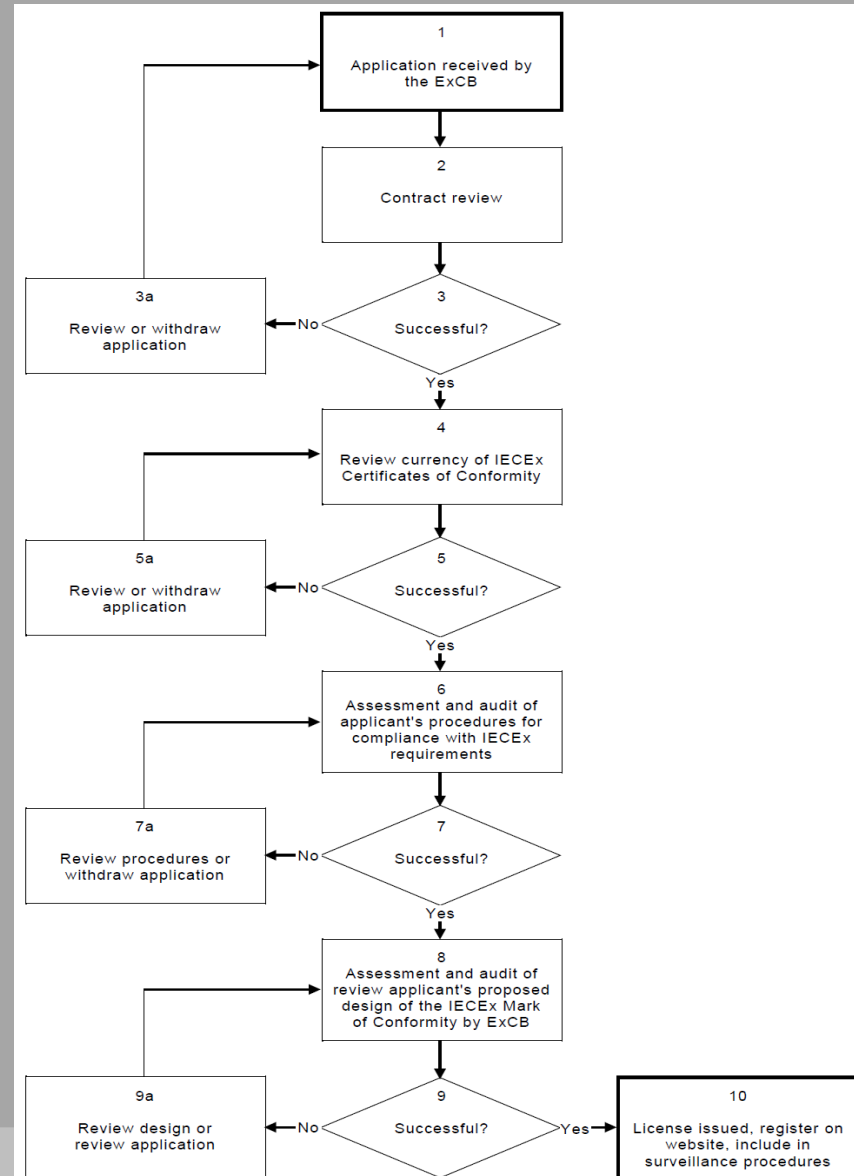 1
Application received by
the ExCB
2
Contract review
3a
Review or withdraw
application
No
3
Successful?
Yes
4
Review currency of IECEx
Certificates of Conformity
5a
Review or withdraw
application
No
5
Successful?
Yes
6
Assessment and audit of
applicant's procedures for
compliance with IECEx
requirements
7a
Review procedures or
withdraw application
No
7
Successful?
Yes
8
Assessment and audit of
review applicant's proposed
design of the IECEx Mark
of Conformity by ExCB
9a
Review design or
review application
No
9
Successful?
Yes
10
License issued, register on
website, include in
surveillance procedures